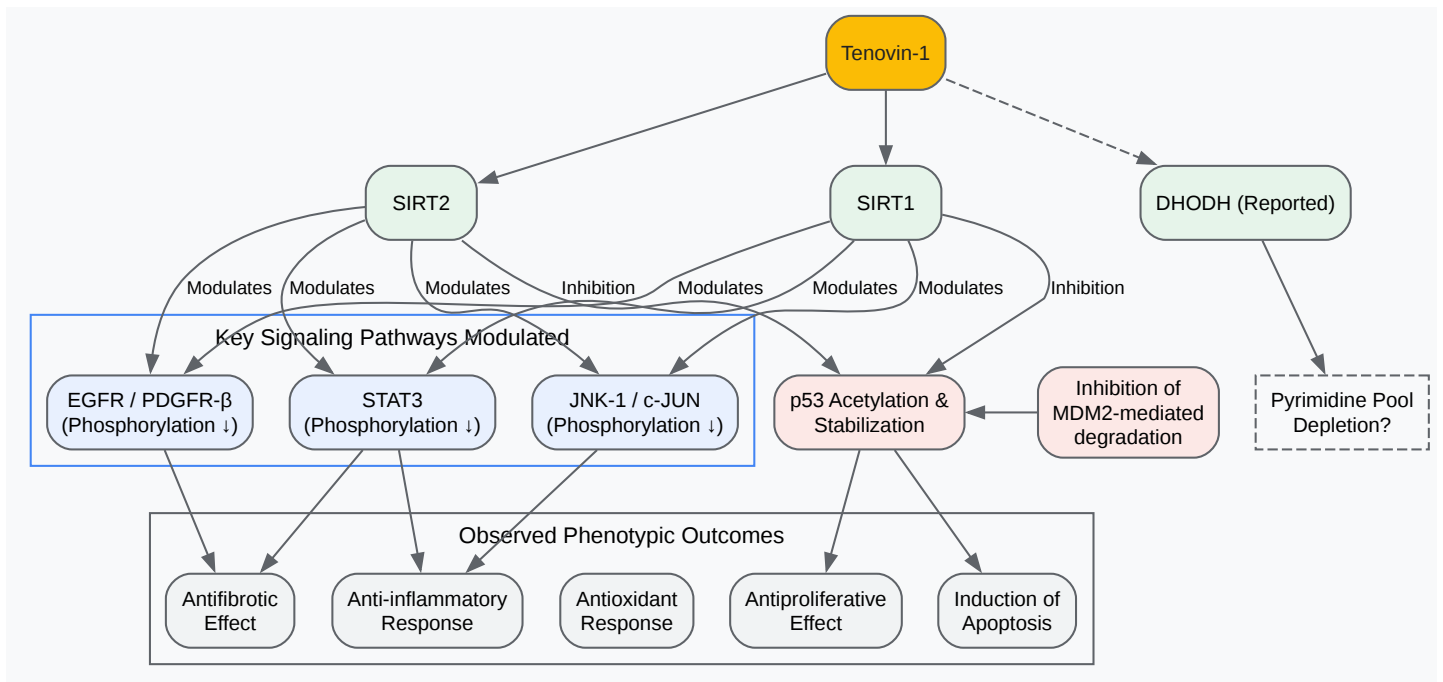 Tenovin-1
SIRT2
SIRT1
DHODH (Reported)
Modulates
Modulates
Modulates
Inhibition
Modulates
Modulates
Modulates
Inhibition
Key Signaling Pathways Modulated
EGFR / PDGFR-β
(Phosphorylation ↓)
STAT3
(Phosphorylation ↓)
JNK-1 / c-JUN
(Phosphorylation ↓)
p53 Acetylation &
Stabilization
Inhibition of
MDM2-mediated
degradation
Pyrimidine Pool
Depletion?
Observed Phenotypic Outcomes
Antifibrotic
Effect
Anti-inflammatory
Response
Antioxidant
Response
Antiproliferative
Effect
Induction of
Apoptosis